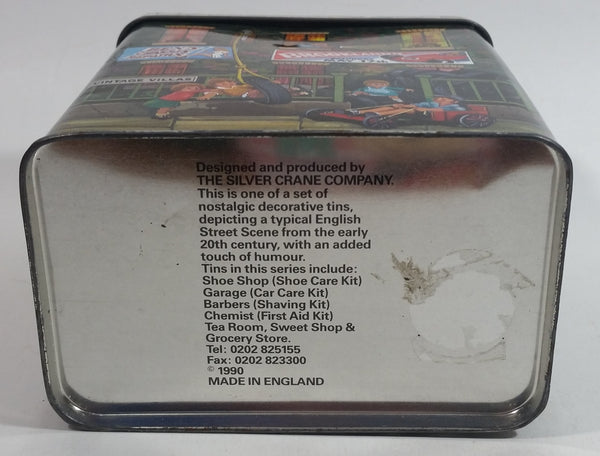 VINTAGE VILLAS
Designed and produced by
THE SILVER CRANE COMPANY.
This is one of a set of
nostalgic decorative tins,
depicting a typical English
Street Scene from the early
20th century, with an added
touch of humour.
Tins in this series include:
Shoe Shop (Shoe Care Kit)
Garage (Car Care Kit)
Barbers (Shaving Kit)
Chemist (First Aid Kit)
Tea Room, Sweet Shop &
Grocery Store.
Tel: 0202 825155
Fax: 0202 823300
© 1990
MADE IN ENGLAND